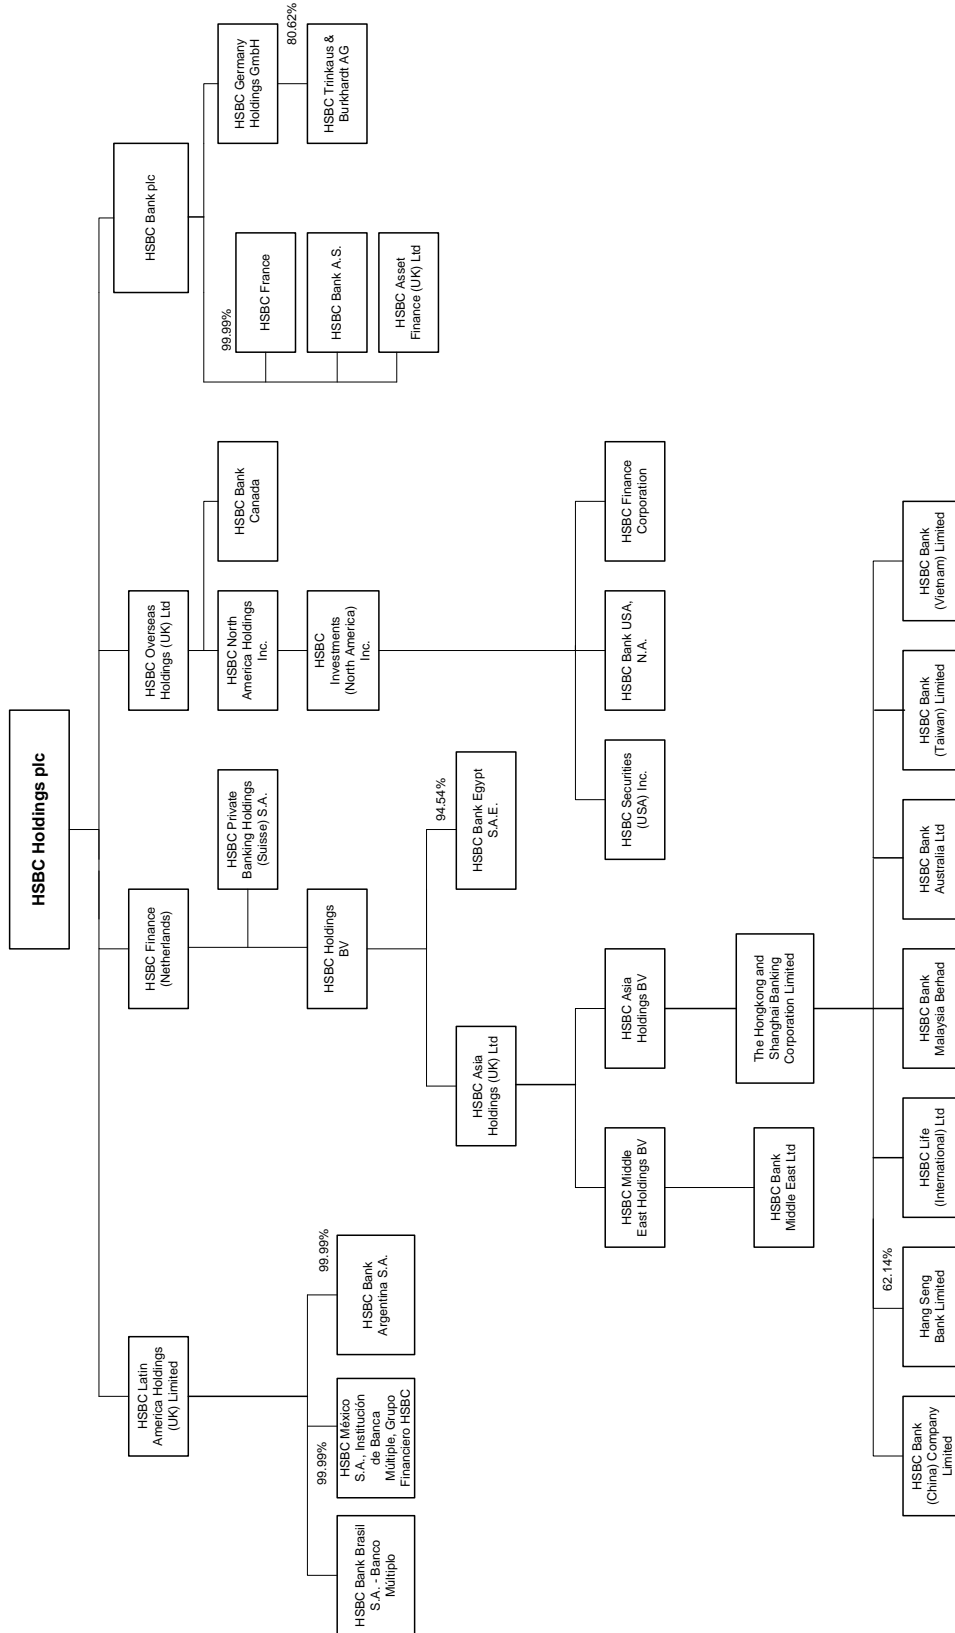 HSBC Holdings plc
HSBC Latin
America Holdings
(UK) Limited
HSBC Finance
(Netherlands)
HSBC Overseas
Holdings (UK) Ltd
HSBC Bank plc
HSBC Bank Brasil
S.A. - Banco
Múltiplo
99.99%
HSBC México
S.A., Institución
de Banca
Múltiple, Grupo
Financiero HSBC
99.99%
HSBC Bank
Argentina S.A.
HSBC Private
Banking Holdings
(Suisse) S.A.
HSBC Holdings
BV
HSBC Bank
Canada
HSBC North
America Holdings
Inc.
HSBC
Investments
(North America)
Inc.
99.99%
HSBC France
HSBC Bank A.S.
HSBC Asset
Finance (UK) Ltd
HSBC Germany
Holdings GmbH
80.62%
HSBC Trinkaus &
Burkhardt AG
HSBC Asia
Holdings (UK) Ltd
94.54%
HSBC Bank Egypt
S.A.E.
HSBC Middle
East Holdings BV
HSBC Asia
Holdings BV
HSBC Securities
(USA) Inc.
HSBC Bank USA,
N.A.
HSBC Finance
Corporation
HSBC Bank
Middle East Ltd
The Hongkong and
Shanghai Banking
Corporation Limited
HSBC Bank
(China) Company
Limited
62.14%
Hang Seng
Bank Limited
HSBC Life
(International) Ltd
HSBC Bank
Malaysia Berhad
HSBC Bank
Australia Ltd
HSBC Bank
(Taiwan) Limited
HSBC Bank
(Vietnam) Limited